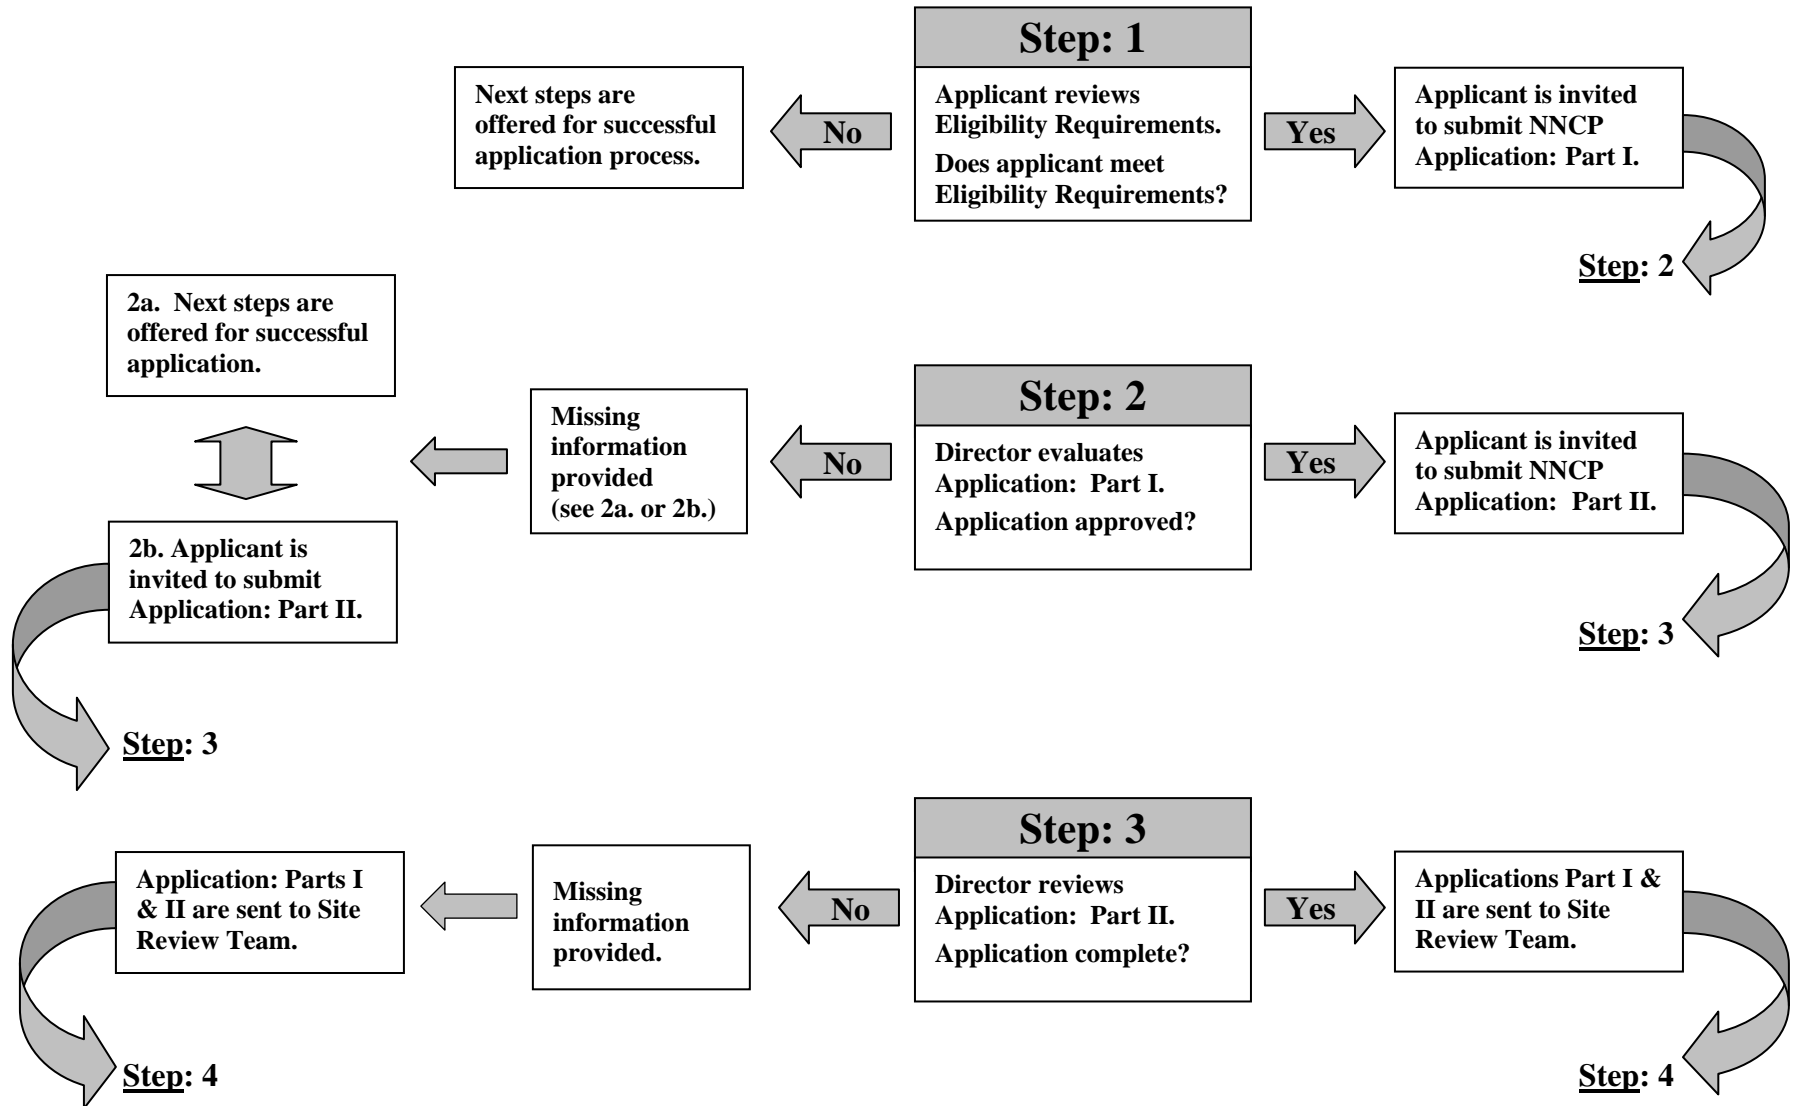 Step: 1
Next steps are
offered for successful
application process.
No
Applicant reviews
Eligibility Requirements.
Does applicant meet
Eligibility Requirements?
Yes
Applicant is invited
to submit NNCP
Application: Part I.
Step: 2
2a. Next steps are
offered for successful
application.
Step: 2
Missing
information
provided
(see 2a. or 2b.)
No
Director evaluates
Application: Part I.
Application approved?
Yes
Applicant is invited
to submit NNCP
Application: Part II.
2b. Applicant is
invited to submit
Application: Part II.
Step: 3
Step: 3
Step: 3
Application: Parts I
& II are sent to Site
Review Team.
Missing
information
provided.
No
Director reviews
Application: Part II.
Application complete?
Yes
Applications Part I &
II are sent to Site
Review Team.
Step: 4
Step: 4